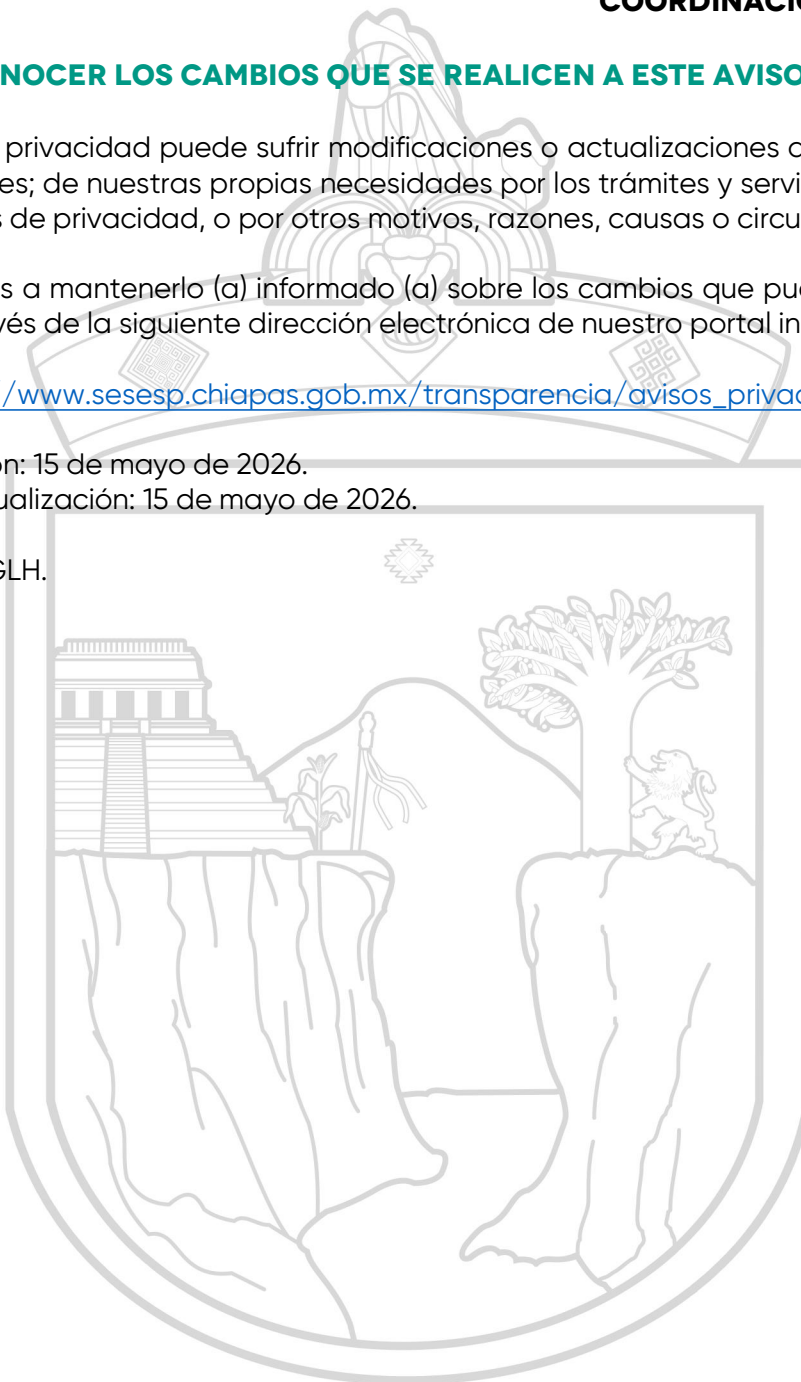 COORDINACIÓ
NOCER LOS CAMBIOS QUE SE REALICEN A ESTE AVISO
privacidad puede sufrir modificaciones o actualizaciones
es; de nuestras propias necesidades por los trámites y servi
s de privacidad, o por otros motivos, razones, causas o circu
s a mantenerlo (a) informado (a) sobre los cambios que pue
vés de la siguiente dirección electrónica de nuestro portal in
/www.sesesp.chiapas.gob.mx/transparencia/avisos_privac
ón: 15 de mayo de 2026.
ualización: 15 de mayo de 2026.
GLH.